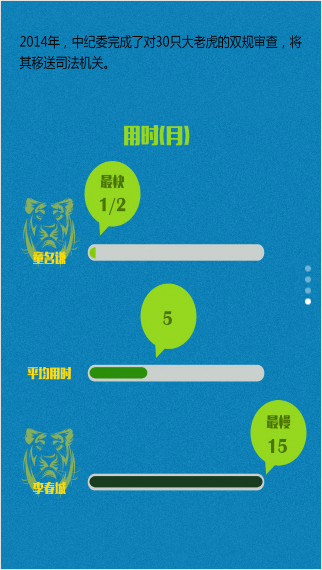 2014年，中纪委完成了对30只大老虎的双规审查，将
其移送司法机关。
用时(月)
最快
1/2
童名谦
5
平均用时
最慢
15
李春城